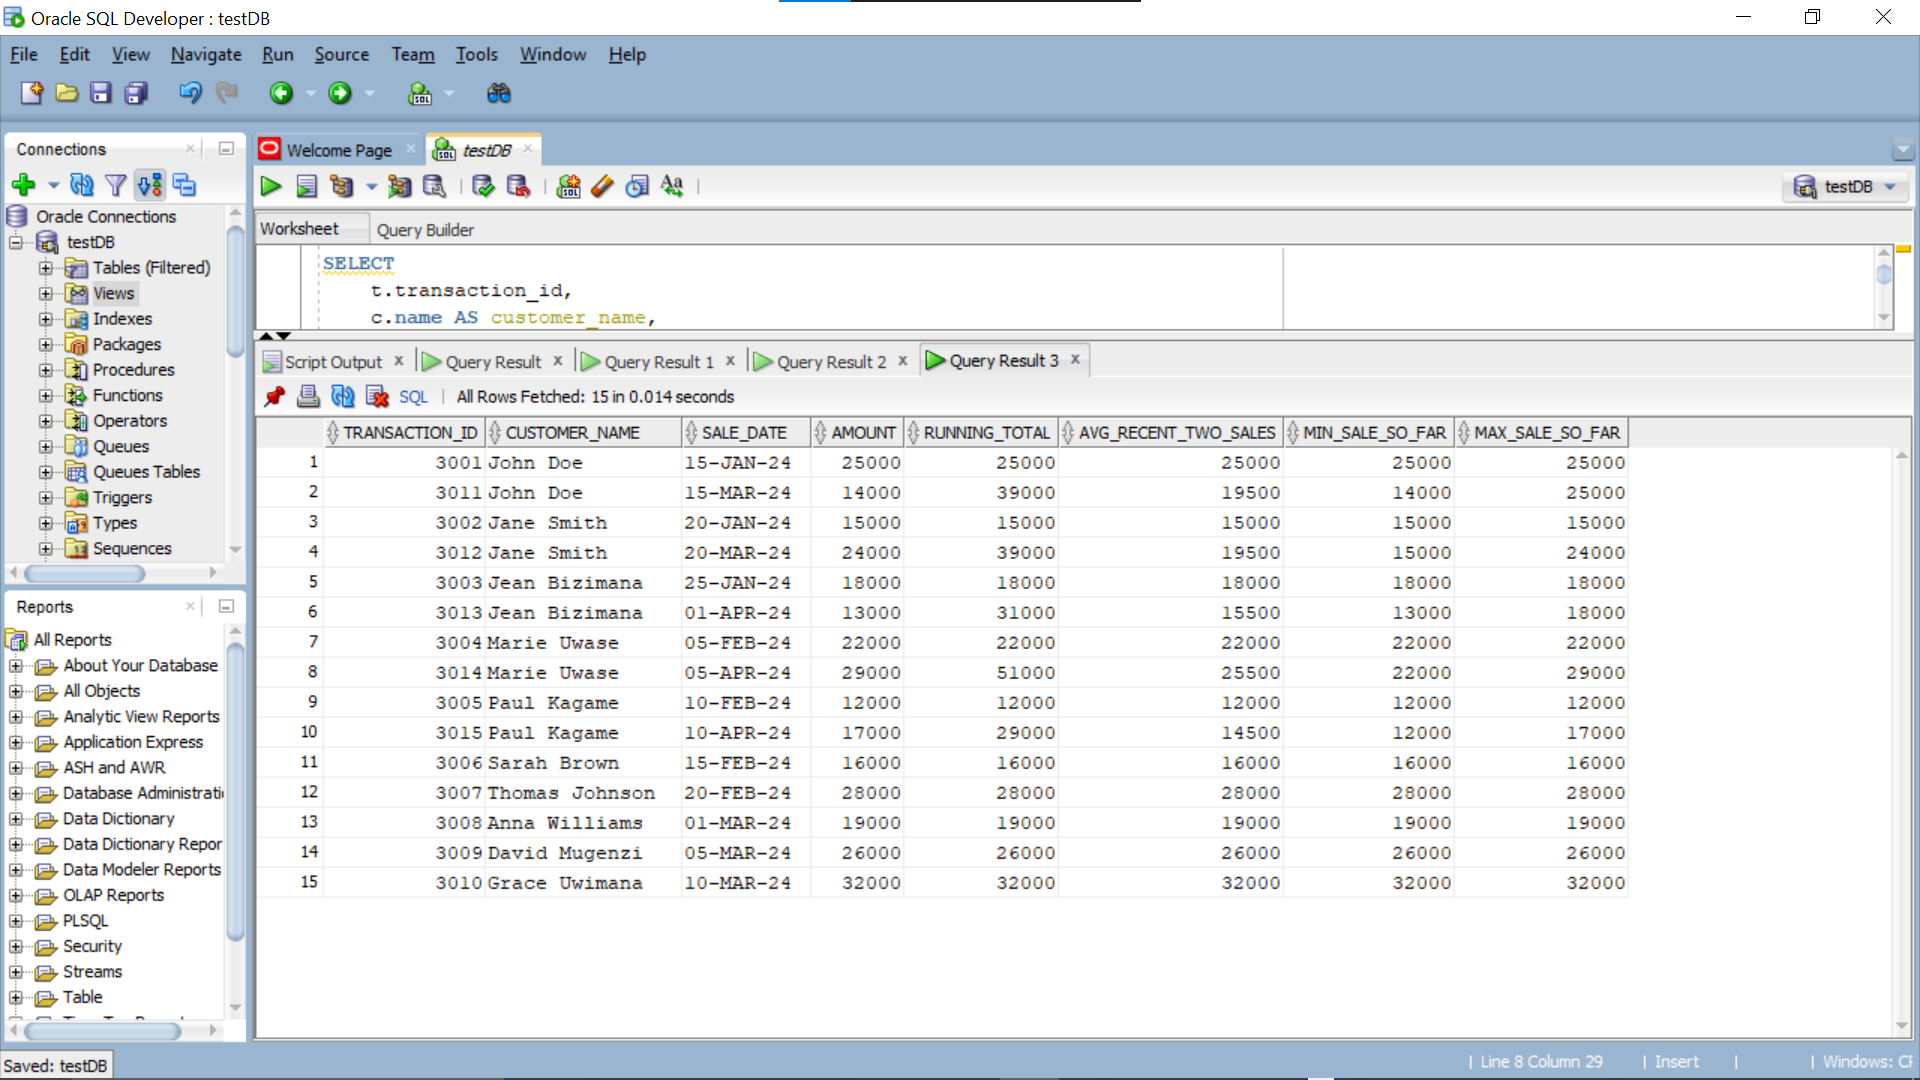 Oracle SQL Developer : testDB
File Edit View Navigate Run Source Team Tools Window Help
Connections
Oracle Connections
testDB
Tables (Filtered)
Views
Indexes
Packages
Procedures
Functions
Operators
Queues
Queues Tables
Triggers
Types
Sequences
Reports
All Reports
About Your Database
All Objects
Analytic View Reports
Application Express
ASH and AWR
Database Administrati
Data Dictionary
Data Dictionary Repor
Data Modeler Reports
OLAP Reports
PLSQL
Security
Streams
Table
Welcome Page testDB
testDB
Worksheet Query Builder
SELECT
t.transaction_id,
c.name AS customer_name,
Script Output Query Result Query Result 1 Query Result 2 Query Result 3
SQL All Rows Fetched: 15 in 0.014 seconds
TRANSACTION_ID CUSTOMER_NAME SALE_DATE AMOUNT RUNNING_TOTAL AVG_RECENT_TWO_SALES MIN_SALE_SO_FAR MAX_SALE_SO_FAR
1 3001 John Doe 15-JAN-24 25000 25000 25000 25000 25000
2 3011 John Doe 15-MAR-24 14000 39000 19500 14000 25000
3 3002 Jane Smith 20-JAN-24 15000 15000 15000 15000 15000
4 3012 Jane Smith 20-MAR-24 24000 39000 19500 15000 24000
5 3003 Jean Bizimana 25-JAN-24 18000 18000 18000 18000 18000
6 3013 Jean Bizimana 01-APR-24 13000 31000 15500 13000 18000
7 3004 Marie Uwase 05-FEB-24 22000 22000 22000 22000 22000
8 3014 Marie Uwase 05-APR-24 29000 51000 25500 22000 29000
9 3005 Paul Kagame 10-FEB-24 12000 12000 12000 12000 12000
10 3015 Paul Kagame 10-APR-24 17000 29000 14500 12000 17000
11 3006 Sarah Brown 15-FEB-24 16000 16000 16000 16000 16000
12 3007 Thomas Johnson 20-FEB-24 28000 28000 28000 28000 28000
13 3008 Anna Williams 01-MAR-24 19000 19000 19000 19000 19000
14 3009 David Mugenzi 05-MAR-24 26000 26000 26000 26000 26000
15 3010 Grace Uwimana 10-MAR-24 32000 32000 32000 32000 32000
Saved: testDB
Line 8 Column 29 Insert Windows: CF